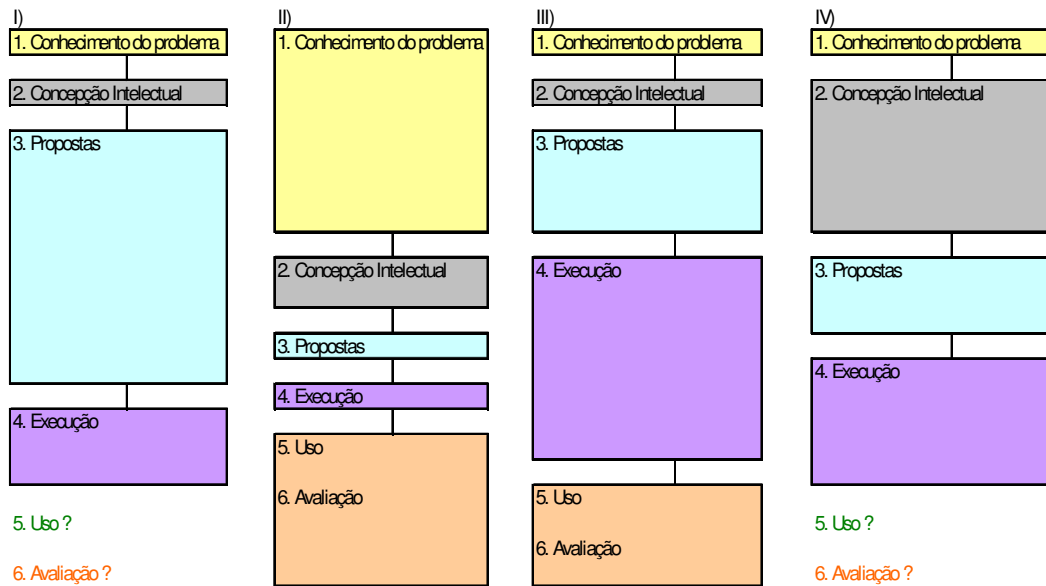 I)
1. Conhecimento do problema
2. Concepção Intelectual
3. Propostas
4. Execução
5. Uso ?
6. Avaliação ?
II)
1. Conhecimento do problema
2. Concepção Intelectual
3. Propostas
4. Execução
5. Uso
6. Avaliação
III)
1. Conhecimento do problema
2. Concepção Intelectual
3. Propostas
4. Execução
5. Uso
6. Avaliação
IV)
1. Conhecimento do problema
2. Concepção Intelectual
3. Propostas
4. Execução
5. Uso ?
6. Avaliação ?